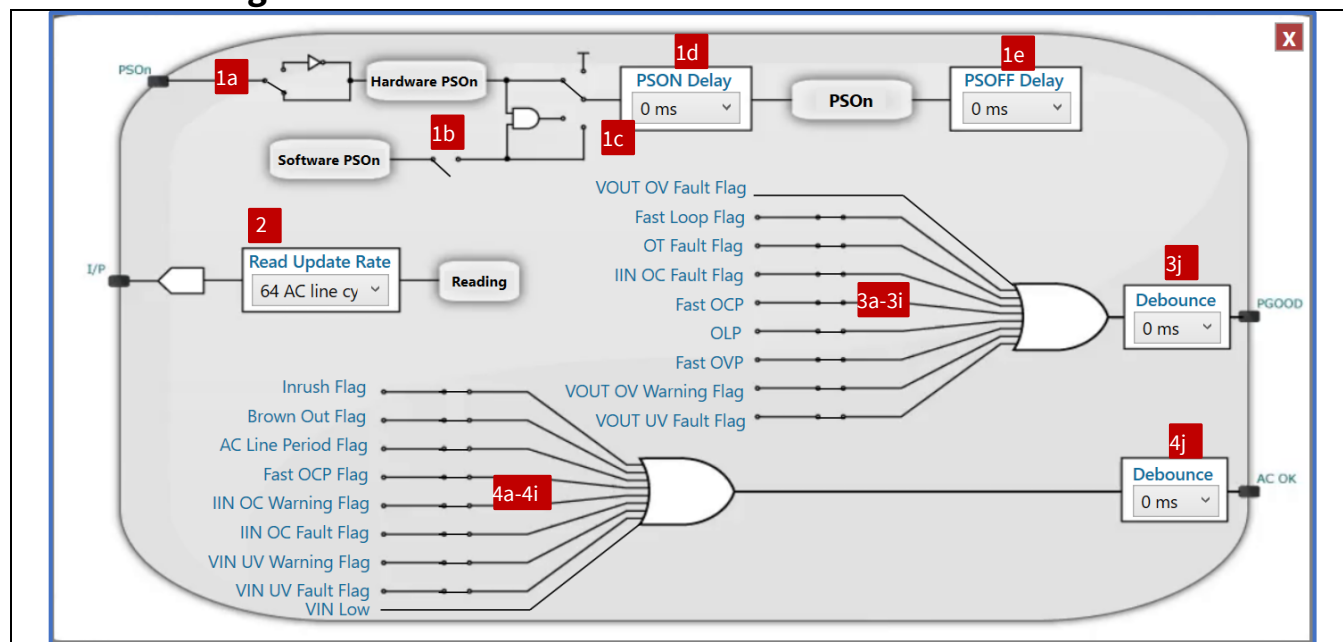 X
PSOn
1a
Hardware PSOn
1d
PSON Delay
0 ms
PSOn
1e
PSOFF Delay
0 ms
1b
1c
Software PSOn
VOUT OV Fault Flag
Fast Loop Flag
OT Fault Flag
IIN OC Fault Flag
Fast OCP
OLP
Fast OVP
VOUT OV Warning Flag
VOUT UV Fault Flag
3a-3i
3j
Debounce
0 ms
PGOOD
2
I/P
Read Update Rate
64 AC line cy
Reading
Inrush Flag
Brown Out Flag
AC Line Period Flag
Fast OCP Flag
IIN OC Warning Flag
IIN OC Fault Flag
VIN UV Warning Flag
VIN UV Fault Flag
VIN Low
4a-4i
4j
Debounce
0 ms
AC OK